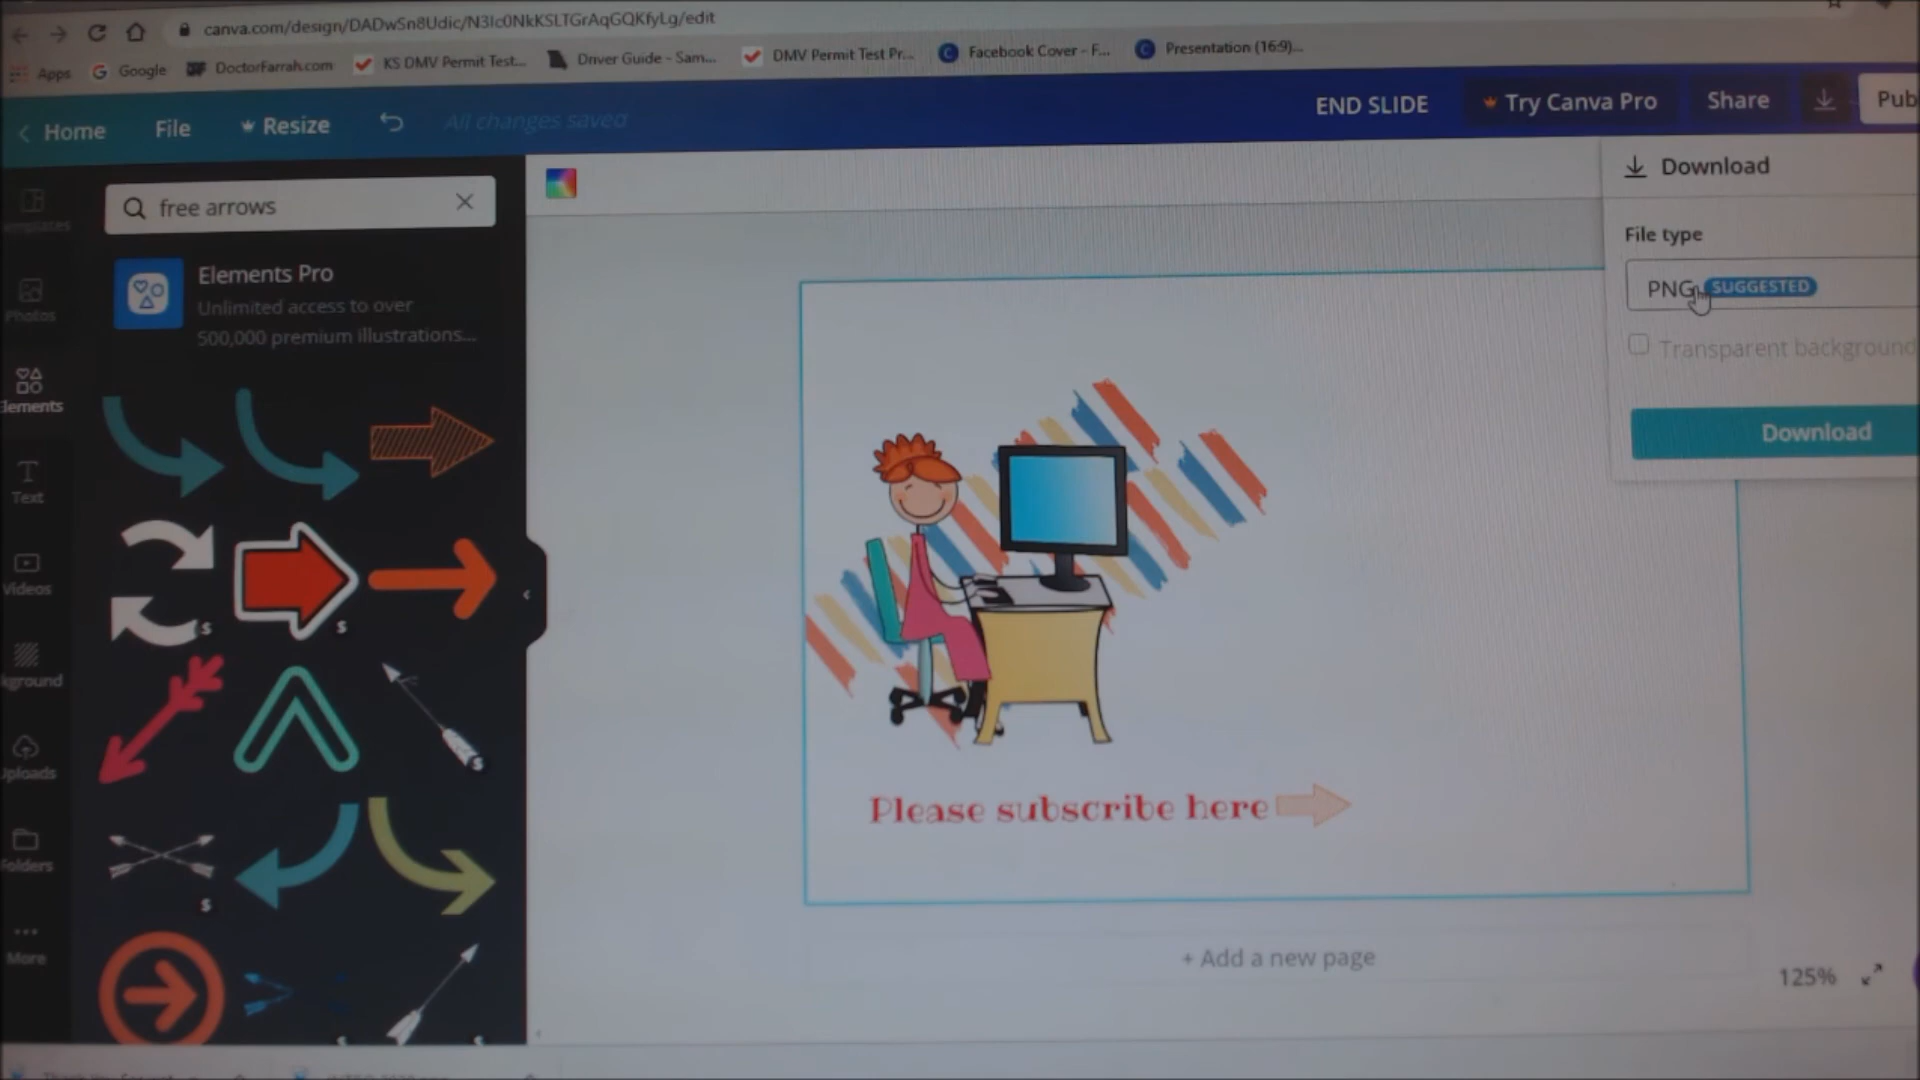 canva.com/design/DADwSn8Udic/N3Ic0NkKSLTGrAqGQKfyLg/edit
Apps Google DoctorFarrah.com KS DMV Permit Test... Driver Guide - Sam... DMV Permit Test Pr... Facebook Cover - F... Presentation (16:9)...
Home File Resize All changes saved END SLIDE Try Canva Pro Share Pub
free arrows
Elements Pro
Unlimited access to over
500,000 premium illustrations...
Photos
Elements
Text
Videos
kground
Uploads
Folders
More
Download
File type
PNG SUGGESTED
Transparent background
Download
Please subscribe here
+ Add a new page
125%